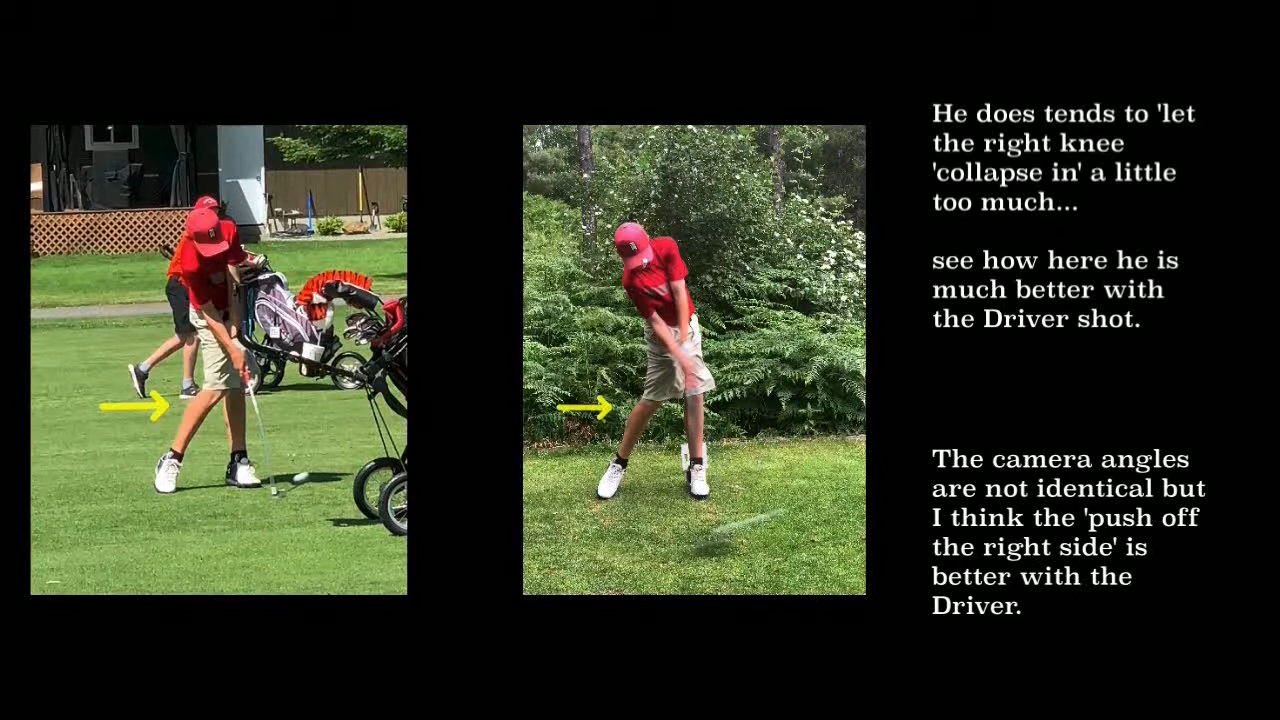 He does tends to 'let
the right knee
'collapse in' a little
too much...
see how here he is
much better with
the Driver shot.
The camera angles
are not identical but
I think the 'push off
the right side' is
better with the
Driver.